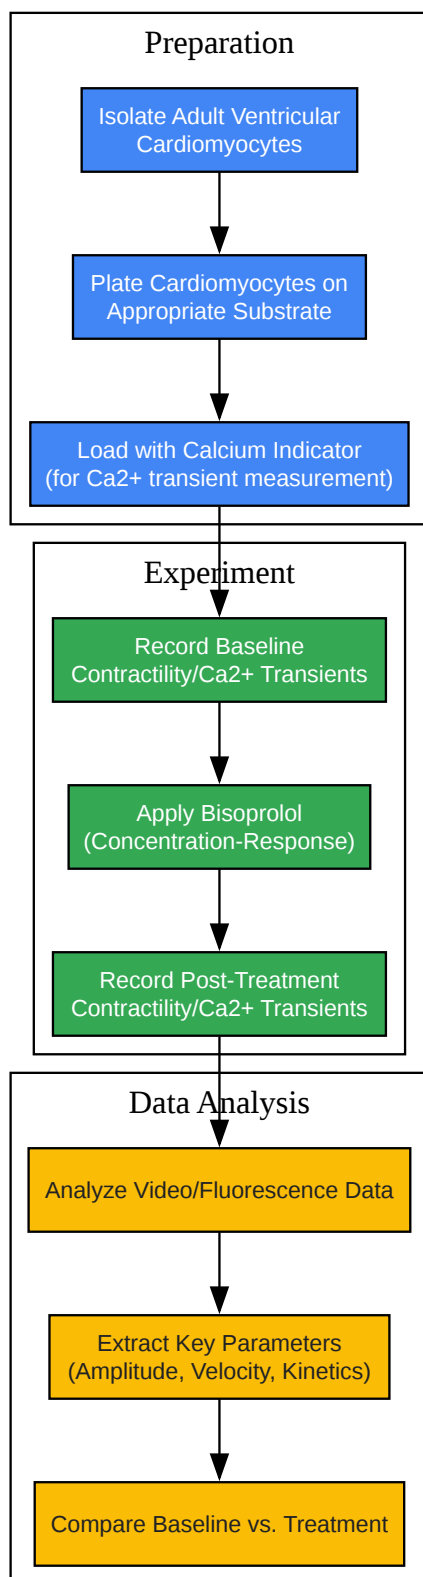 Preparation
Isolate Adult Ventricular
Cardiomyocytes
Plate Cardiomyocytes on
Appropriate Substrate
Load with Calcium Indicator
(for Ca2+ transient measurement)
Experiment
Record Baseline
Contractility/Ca2+ Transients
Apply Bisoprolol
(Concentration-Response)
Record Post-Treatment
Contractility/Ca2+ Transients
Data Analysis
Analyze Video/Fluorescence Data
Extract Key Parameters
(Amplitude, Velocity, Kinetics)
Compare Baseline vs. Treatment